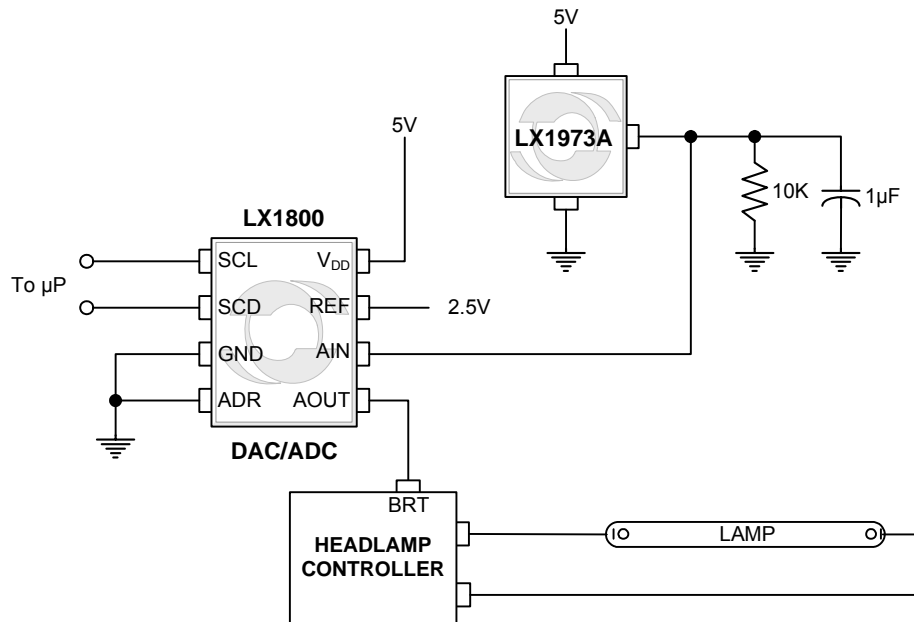 5V
LX1973A
5V
10K
1µF
LX1800
SCL
V_DD
To µP
SCD
REF
2.5V
GND
AIN
ADR
AOUT
DAC/ADC
BRT
HEADLAMP
CONTROLLER
LAMP